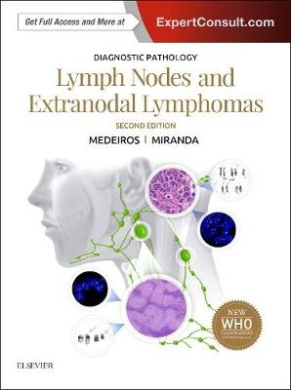 Get Full Access and More at
ExpertConsult.com
DIAGNOSTIC PATHOLOGY
Lymph Nodes and
Extranodal Lymphomas
SECOND EDITION
MEDEIROS | MIRANDA
NEW
WHO
ELSEVIER